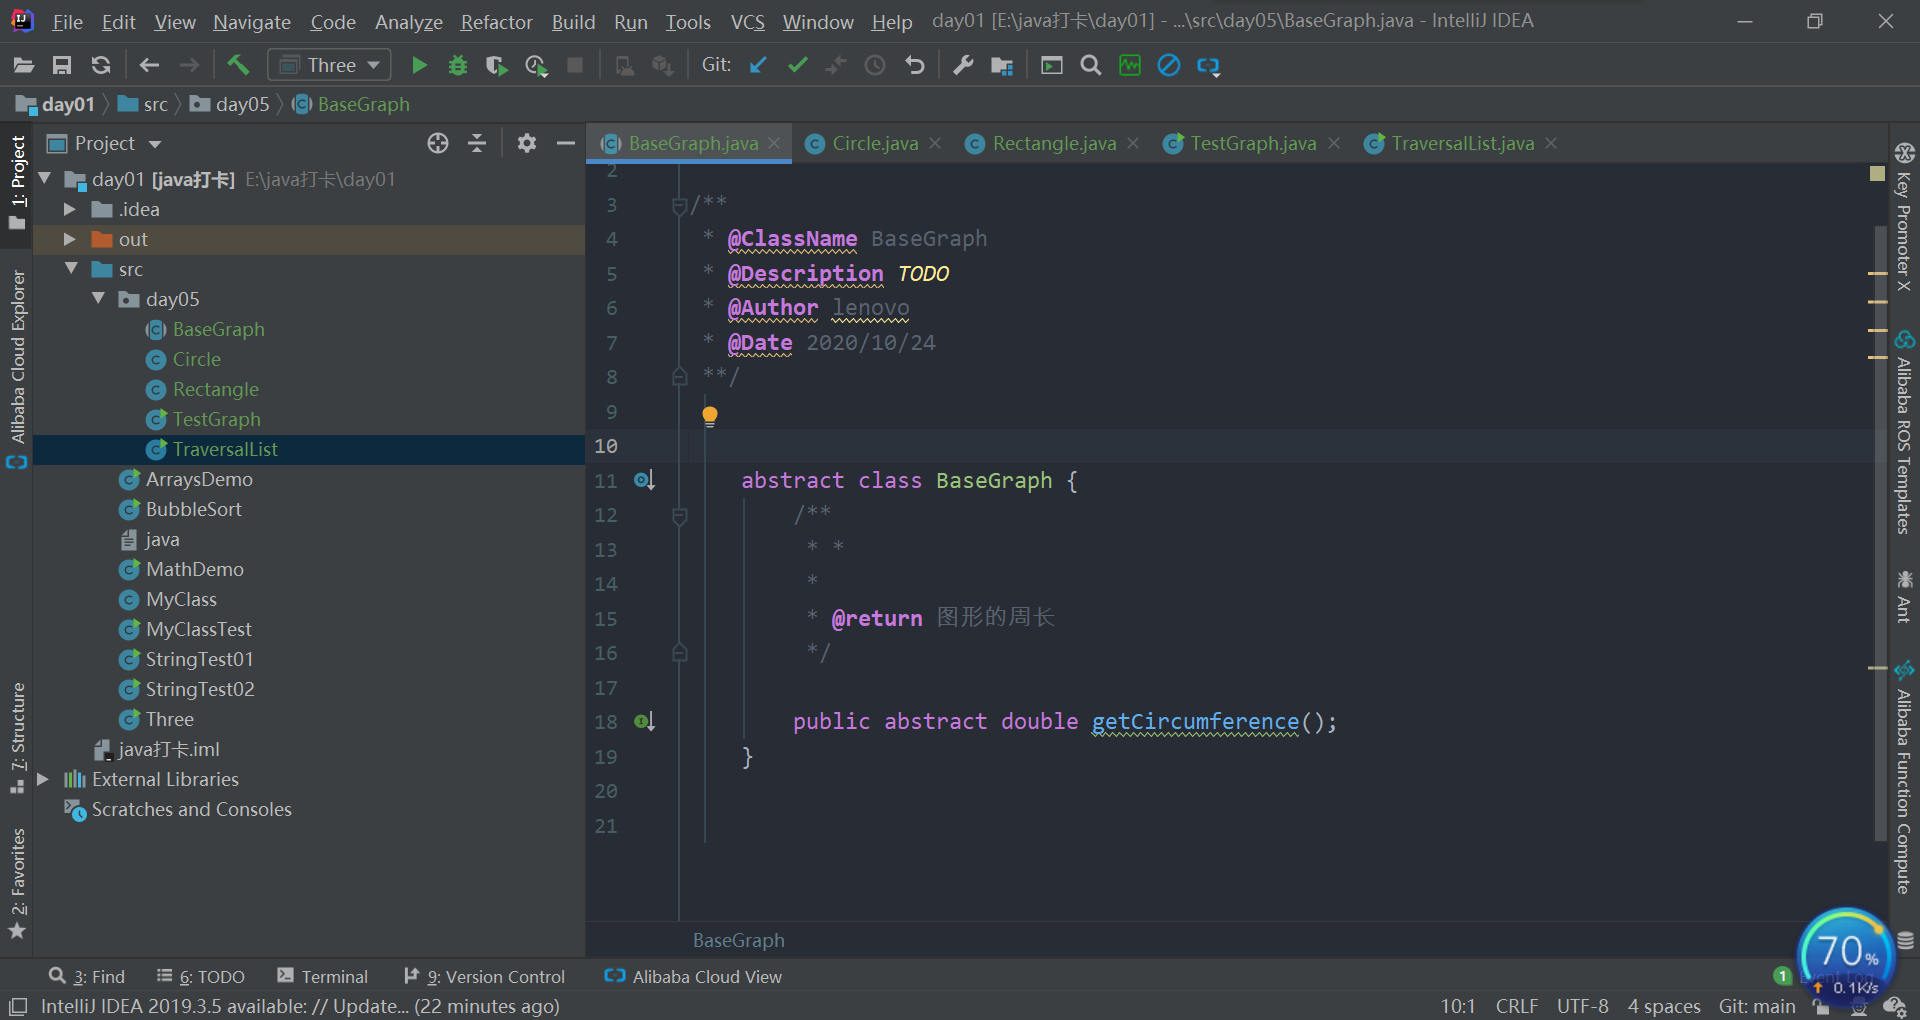 File Edit View Navigate Code Analyze Refactor Build Run Tools VCS Window Help day01 [E:\java打卡\day01] - ...\src\day05\BaseGraph.java - IntelliJ IDEA
Three Git:
day01 src day05 BaseGraph
1: Project
Alibaba Cloud Explorer
7: Structure
2: Favorites
Project
day01 [java打卡] E:\java打卡\day01
.idea
out
src
day05
BaseGraph
Circle
Rectangle
TestGraph
TraversalList
ArraysDemo
BubbleSort
java
MathDemo
MyClass
MyClassTest
StringTest01
StringTest02
Three
java打卡.iml
External Libraries
Scratches and Consoles
BaseGraph.java Circle.java Rectangle.java TestGraph.java TraversalList.java
2
3 /**
4 * @ClassName BaseGraph
5 * @Description TODO
6 * @Author lenovo
7 * @Date 2020/10/24
8 **/
9
10
11 abstract class BaseGraph {
12 /**
13 * *
14 *
15 * @return 图形的周长
16 */
17
18 public abstract double getCircumference();
19 }
20
21
BaseGraph
Key Promoter X
Alibaba ROS Templates
Ant
Alibaba Function Compute
70%
0.1K/s
3: Find 6: TODO Terminal 9: Version Control Alibaba Cloud View 1
IntelliJ IDEA 2019.3.5 available: // Update... (22 minutes ago) 10:1 CRLF UTF-8 4 spaces Git: main